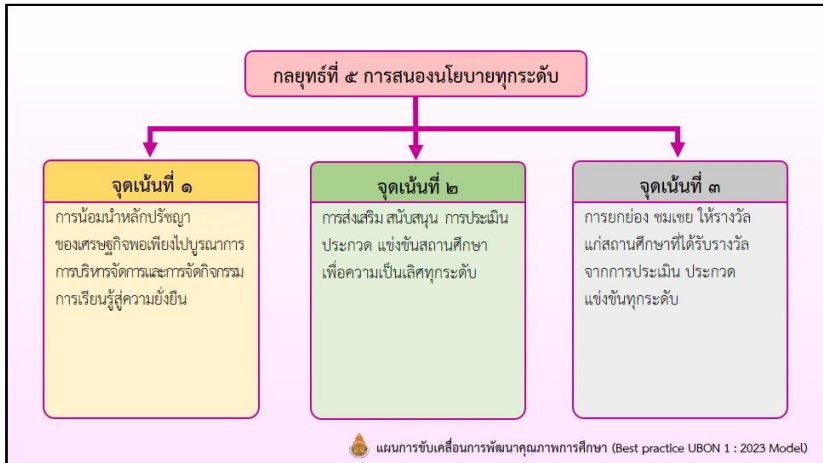 กลยุทธ์ที่ ๕ การสนองนโยบายทุกระดับ
จุดเน้นที่ ๑
การน้อมนำหลักปรัชญา
ของเศรษฐกิจพอเพียงไปบูรณาการ
การบริหารจัดการและการจัดกิจกรรม
การเรียนรู้สู่ความยั่งยืน
จุดเน้นที่ ๒
การส่งเสริม สนับสนุน การประเมิน
ประกวด แข่งขันสถานศึกษา
เพื่อความเป็นเลิศทุกระดับ
จุดเน้นที่ ๓
การยกย่อง ชมเชย ให้รางวัล
แก่สถานศึกษาที่ได้รับรางวัล
จากการประเมิน ประกวด
แข่งขันทุกระดับ
แผนการขับเคลื่อนการพัฒนาคุณภาพการศึกษา (Best practice UBON 1 : 2023 Model)